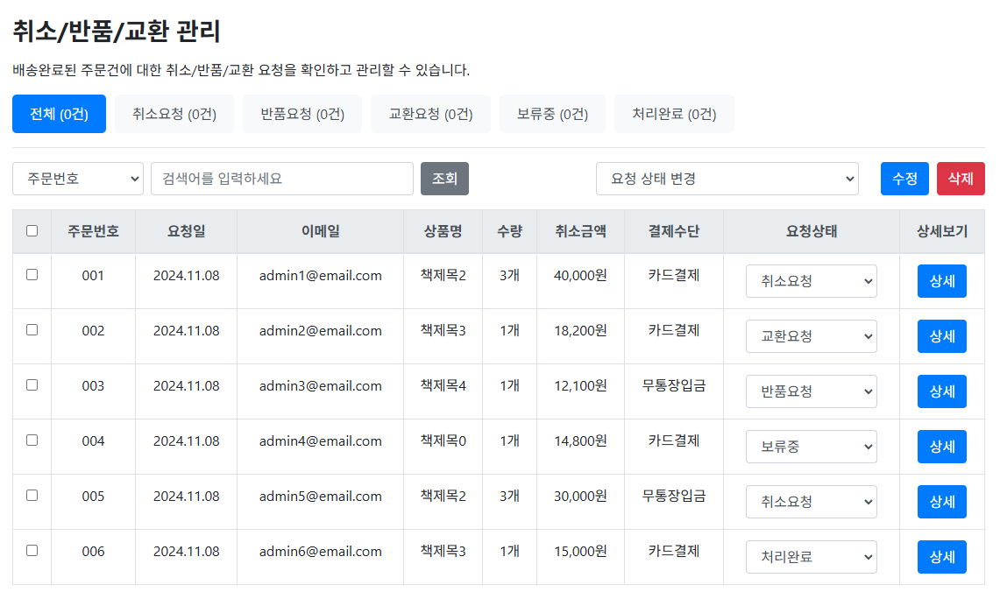 취소/반품/교환 관리
배송완료된 주문건에 대한 취소/반품/교환 요청을 확인하고 관리할 수 있습니다.
전체 (0건) 취소요청 (0건) 반품요청 (0건) 교환요청 (0건) 보류중 (0건) 처리완료 (0건)
주문번호 검색어를 입력하세요 조회 요청 상태 변경 수정 삭제
주문번호 요청일 이메일 상품명 수량 취소금액 결제수단 요청상태 상세보기
001 2024.11.08 admin1@email.com 책제목2 3개 40,000원 카드결제 취소요청 상세
002 2024.11.08 admin2@email.com 책제목3 1개 18,200원 카드결제 교환요청 상세
003 2024.11.08 admin3@email.com 책제목4 1개 12,100원 무통장입금 반품요청 상세
004 2024.11.08 admin4@email.com 책제목0 1개 14,800원 카드결제 보류중 상세
005 2024.11.08 admin5@email.com 책제목2 3개 30,000원 무통장입금 취소요청 상세
006 2024.11.08 admin6@email.com 책제목3 1개 15,000원 카드결제 처리완료 상세